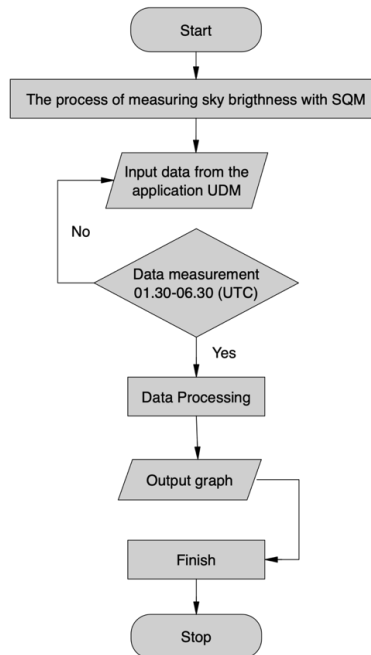 Start
The process of measuring sky brigthness with SQM
Input data from the
application UDM
No
Data measurement
01.30-06.30 (UTC)
Yes
Data Processing
Output graph
Finish
Stop